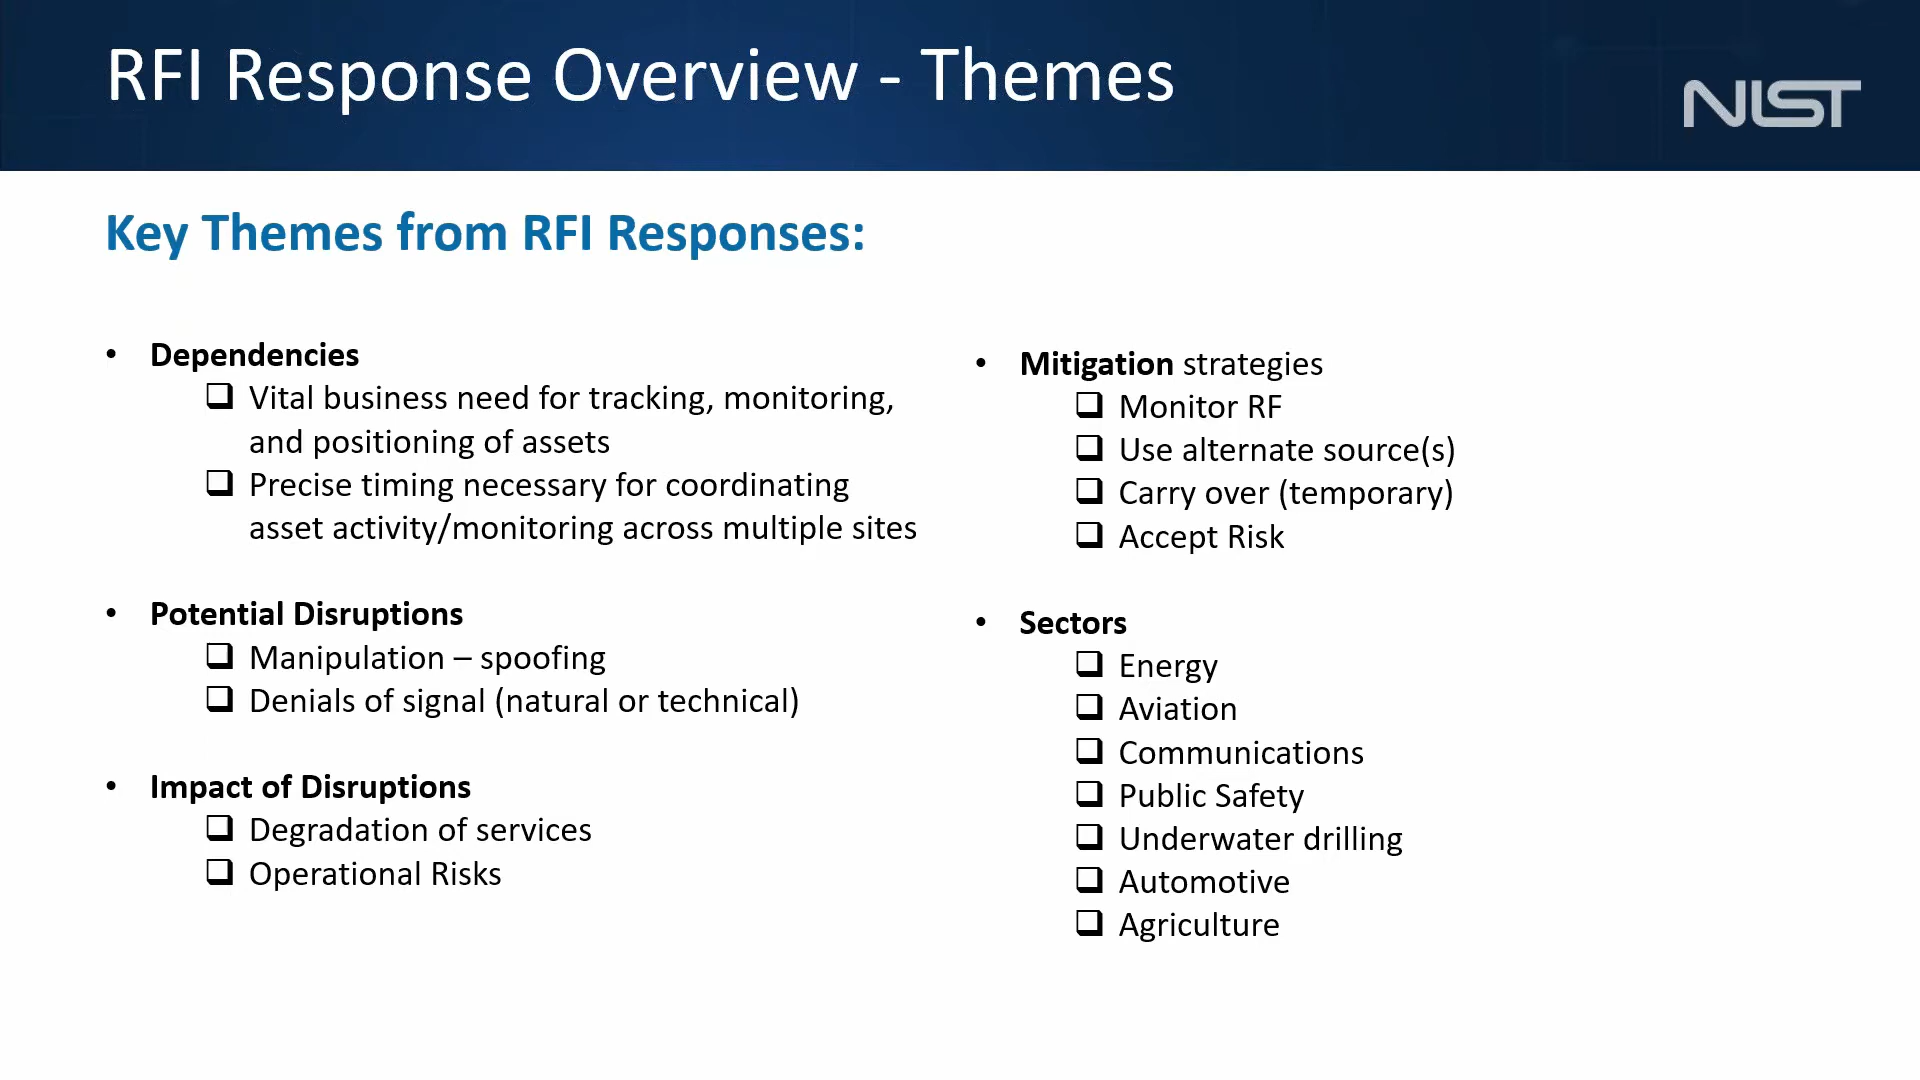 RFI Response Overview - Themes
NIST
Key Themes from RFI Responses:
• Dependencies
❑ Vital business need for tracking, monitoring,
and positioning of assets
❑ Precise timing necessary for coordinating
asset activity/monitoring across multiple sites
• Potential Disruptions
❑ Manipulation – spoofing
❑ Denials of signal (natural or technical)
• Impact of Disruptions
❑ Degradation of services
❑ Operational Risks
• Mitigation strategies
❑ Monitor RF
❑ Use alternate source(s)
❑ Carry over (temporary)
❑ Accept Risk
• Sectors
❑ Energy
❑ Aviation
❑ Communications
❑ Public Safety
❑ Underwater drilling
❑ Automotive
❑ Agriculture